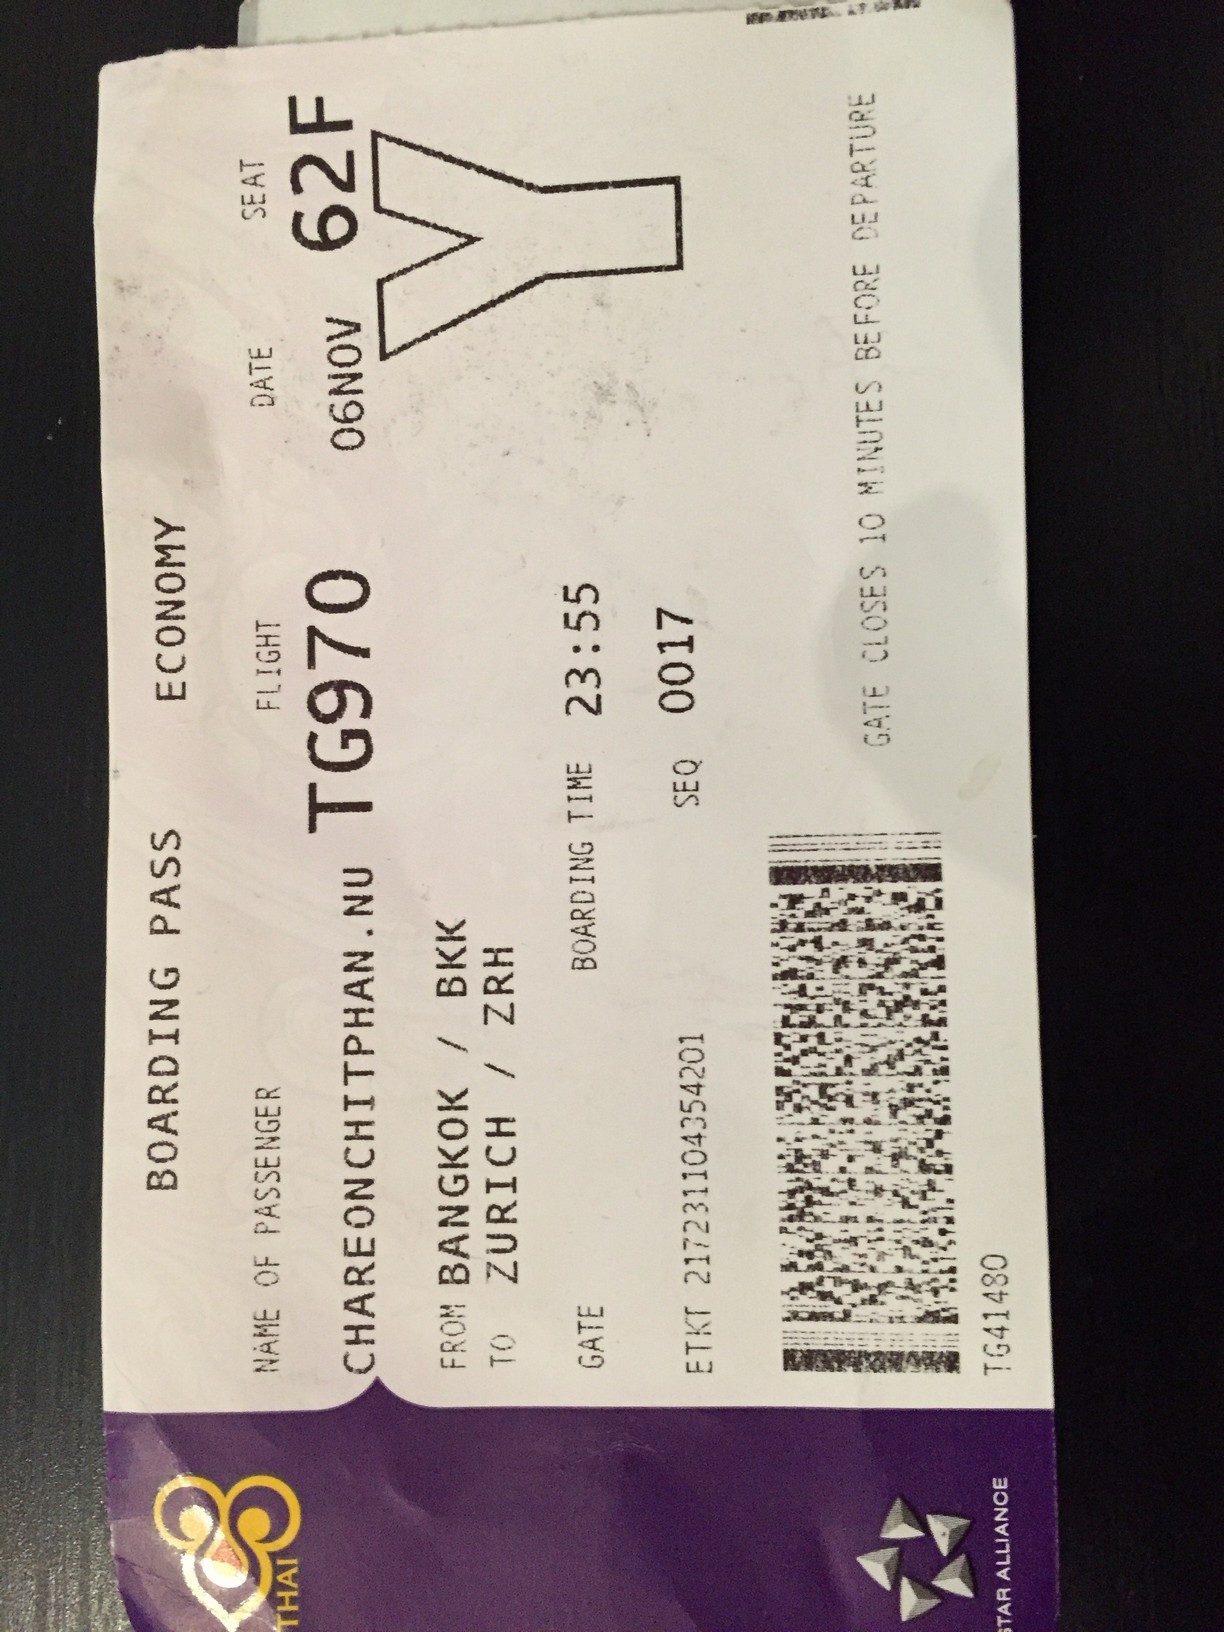 BOARDING PASS ECONOMY
NAME OF PASSENGER FLIGHT DATE SEAT
CHAREONCHITPHAN.NU TG970 06NOV 62F
FROM BANGKOK / BKK
TO ZURICH / ZRH
Y
GATE BOARDING TIME 23:55
ETKT 2172311043542O1 SEQ 0017
GATE CLOSES 10 MINUTES BEFORE DEPARTURE
TG41480
THAI
STAR ALLIANCE